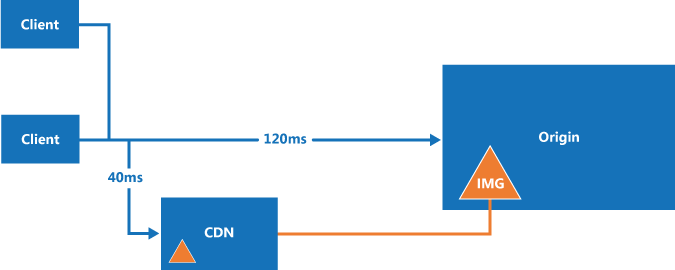 Client
Client
120ms
Origin
40ms
IMG
CDN